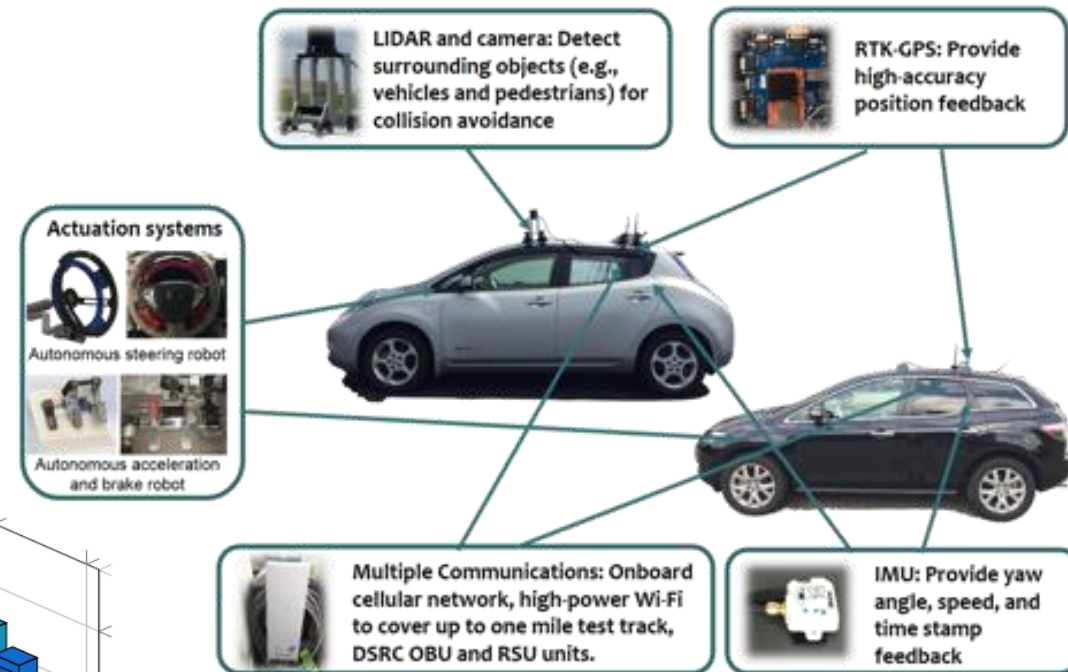 LIDAR and camera: Detect
surrounding objects (e.g.,
vehicles and pedestrians) for
collision avoidance
RTK-GPS: Provide
high-accuracy
position feedback
Actuation systems
Autonomous steering robot
Autonomous acceleration
and brake robot
Multiple Communications: Onboard
cellular network, high-power Wi-Fi
to cover up to one mile test track,
DSRC OBU and RSU units.
IMU: Provide yaw
angle, speed, and
time stamp
feedback